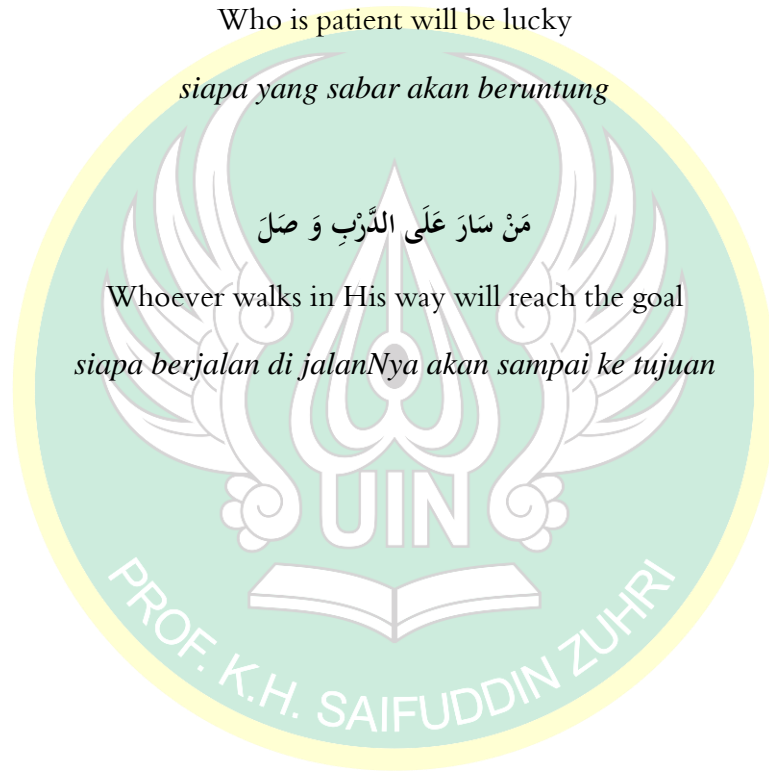 Who is patient will be lucky
siapa yang sabar akan beruntung
مَنْ سَارَ عَلَى الدَّرْبِ وَ صَلَ
Whoever walks in His way will reach the goal
siapa berjalan di jalanNya akan sampai ke tujuan
UIN
PROF. K.H. SAIFUDDIN ZUHRI